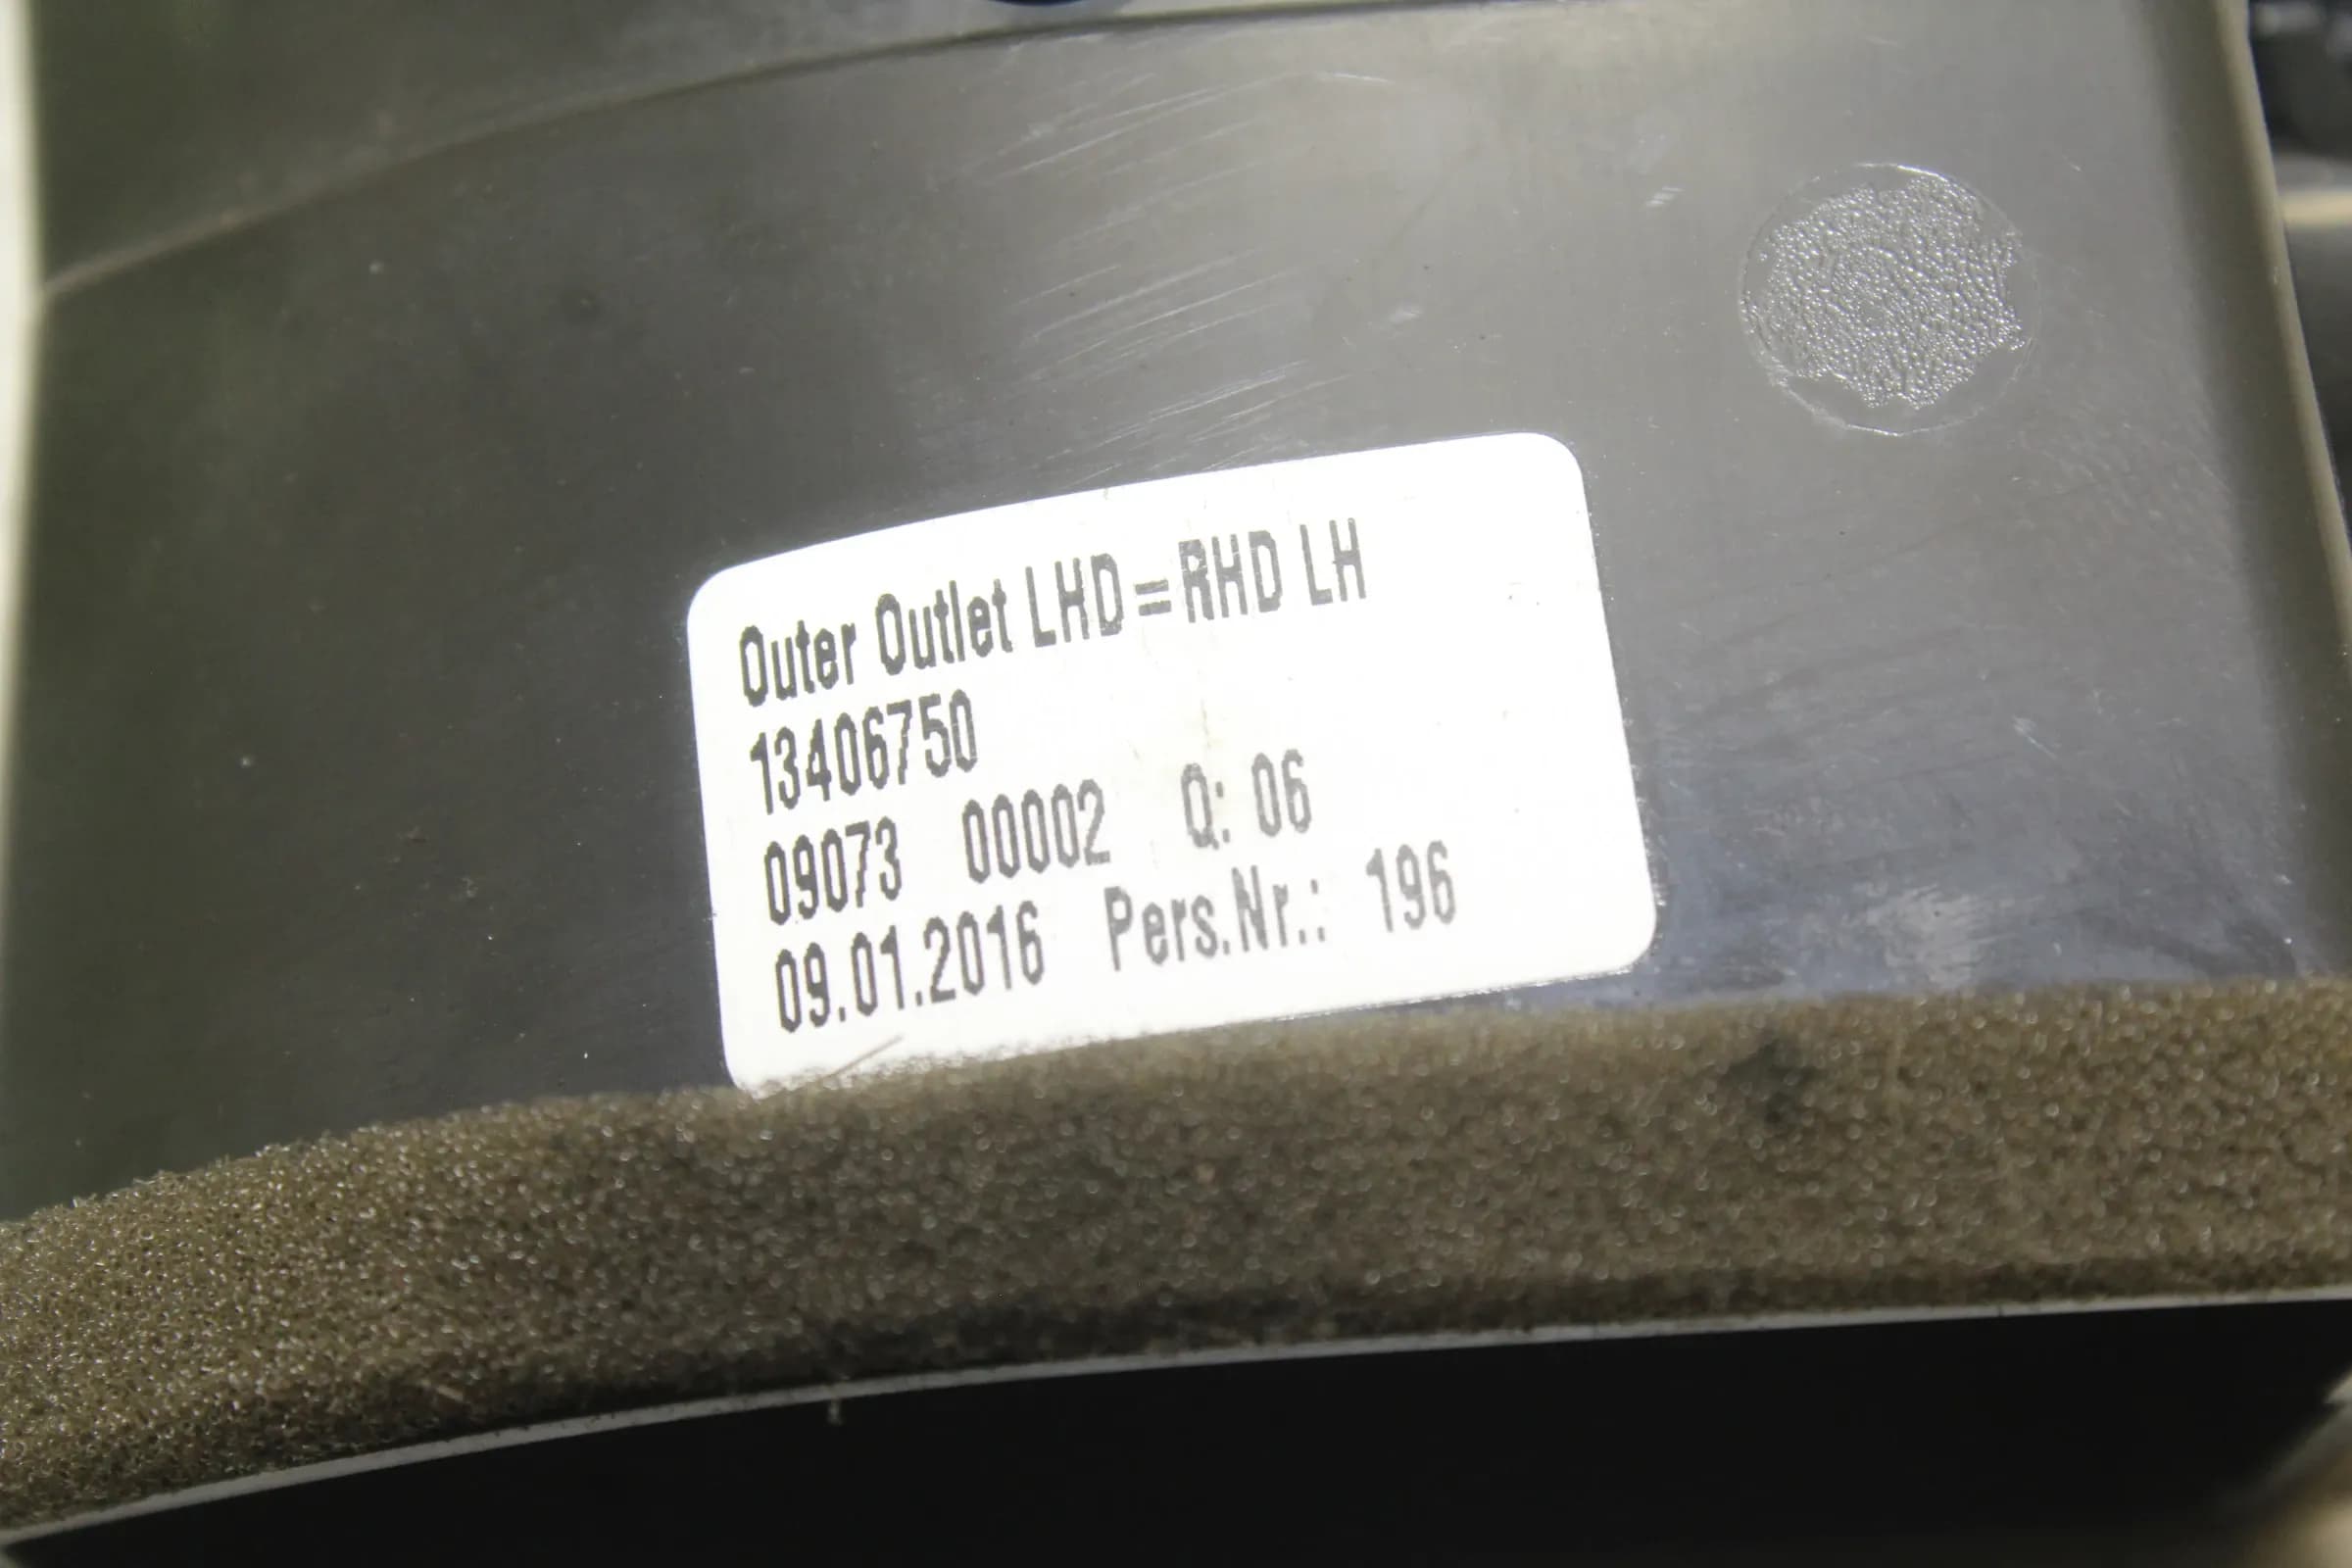 Outer Outlet LHD=RHD LH
13406750
09073 00002 Q: 06
09.01.2016 Pers.Nr.: 196